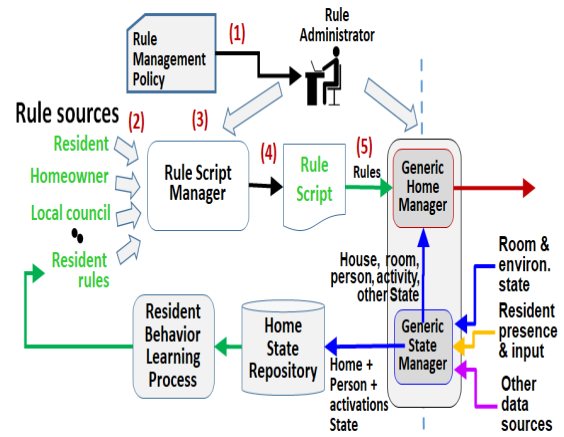 Rule
Management
Policy
(1)
Rule
Administrator
Rule sources
(2)
(3)
Resident
Homeowner
Local council
Resident
rules
Rule Script
Manager
(4)
Rule
Script
(5)
Rules
Generic
Home
Manager
House, room,
person, activity,
other State
Room &
environ.
state
Resident
presence
& input
Other
data
sources
Generic
State
Manager
Home +
Person +
activations
State
Home
State
Repository
Resident
Behavior
Learning
Process